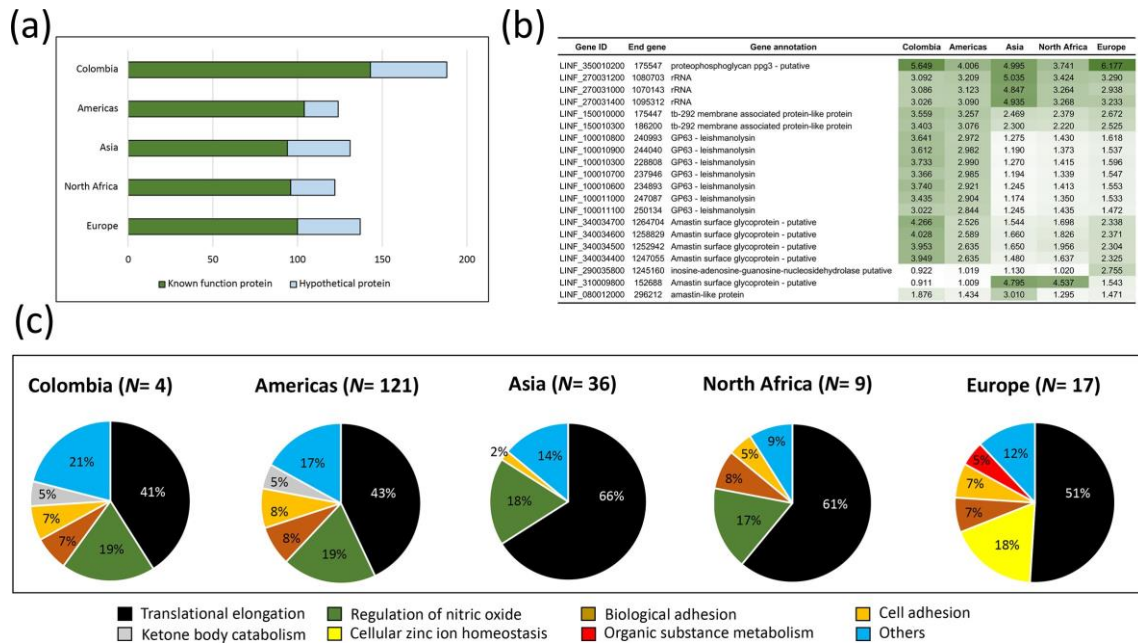 (a)
Colombia
Americas
Asia
North Africa
Europe
0 50 100 150 200
Known function protein Hypothetical protein
(b)
Gene ID End gene Gene annotation Colombia Americas Asia North Africa Europe
LINF_350010200 175547 proteophosphoglycan ppg3 - putative 5.649 4.006 4.995 3.741 6.177
LINF_270031200 1080703 rRNA 3.092 3.209 5.035 3.424 3.290
LINF_270031000 1070143 rRNA 3.086 3.123 4.847 3.264 2.938
LINF_270031400 1095312 rRNA 3.026 3.090 4.935 3.268 3.233
LINF_150010000 175447 tb-292 membrane associated protein-like protein 3.559 3.257 2.469 2.379 2.672
LINF_150010300 186200 tb-292 membrane associated protein-like protein 3.403 3.076 2.300 2.220 2.525
LINF_100010800 240993 GP63 - leishmanolysin 3.641 2.972 1.275 1.430 1.618
LINF_100010900 244040 GP63 - leishmanolysin 3.612 2.982 1.190 1.373 1.537
LINF_100010300 228808 GP63 - leishmanolysin 3.733 2.990 1.270 1.415 1.596
LINF_100010700 237946 GP63 - leishmanolysin 3.366 2.985 1.194 1.339 1.547
LINF_100010600 234893 GP63 - leishmanolysin 3.740 2.921 1.245 1.413 1.553
LINF_100011000 247087 GP63 - leishmanolysin 3.435 2.904 1.174 1.350 1.533
LINF_100011100 250134 GP63 - leishmanolysin 3.022 2.844 1.245 1.435 1.472
LINF_340034700 1264704 Amastin surface glycoprotein - putative 4.266 2.526 1.544 1.698 2.338
LINF_340034600 1258829 Amastin surface glycoprotein - putative 4.028 2.589 1.660 1.826 2.371
LINF_340034500 1252942 Amastin surface glycoprotein - putative 3.953 2.635 1.650 1.956 2.304
LINF_340034400 1247055 Amastin surface glycoprotein - putative 3.949 2.635 1.480 1.637 2.325
LINF_290035800 1245160 inosine-adenosine-guanosine-nucleosidehydrolase putative 0.922 1.019 1.130 1.020 2.755
LINF_310009800 152688 Amastin surface glycoprotein - putative 0.911 1.009 4.795 4.537 1.543
LINF_080012000 296212 amastin-like protein 1.876 1.434 3.010 1.295 1.471
(c)
Colombia (N= 4) Americas (N= 121) Asia (N= 36) North Africa (N= 9) Europe (N= 17)
21% 5% 7% 7% 19% 41%
17% 5% 8% 8% 19% 43%
14% 2% 18% 66%
9% 5% 8% 17% 61%
12% 5% 7% 7% 18% 51%
Translational elongation Regulation of nitric oxide Biological adhesion Cell adhesion
Ketone body catabolism Cellular zinc ion homeostasis Organic substance metabolism Others